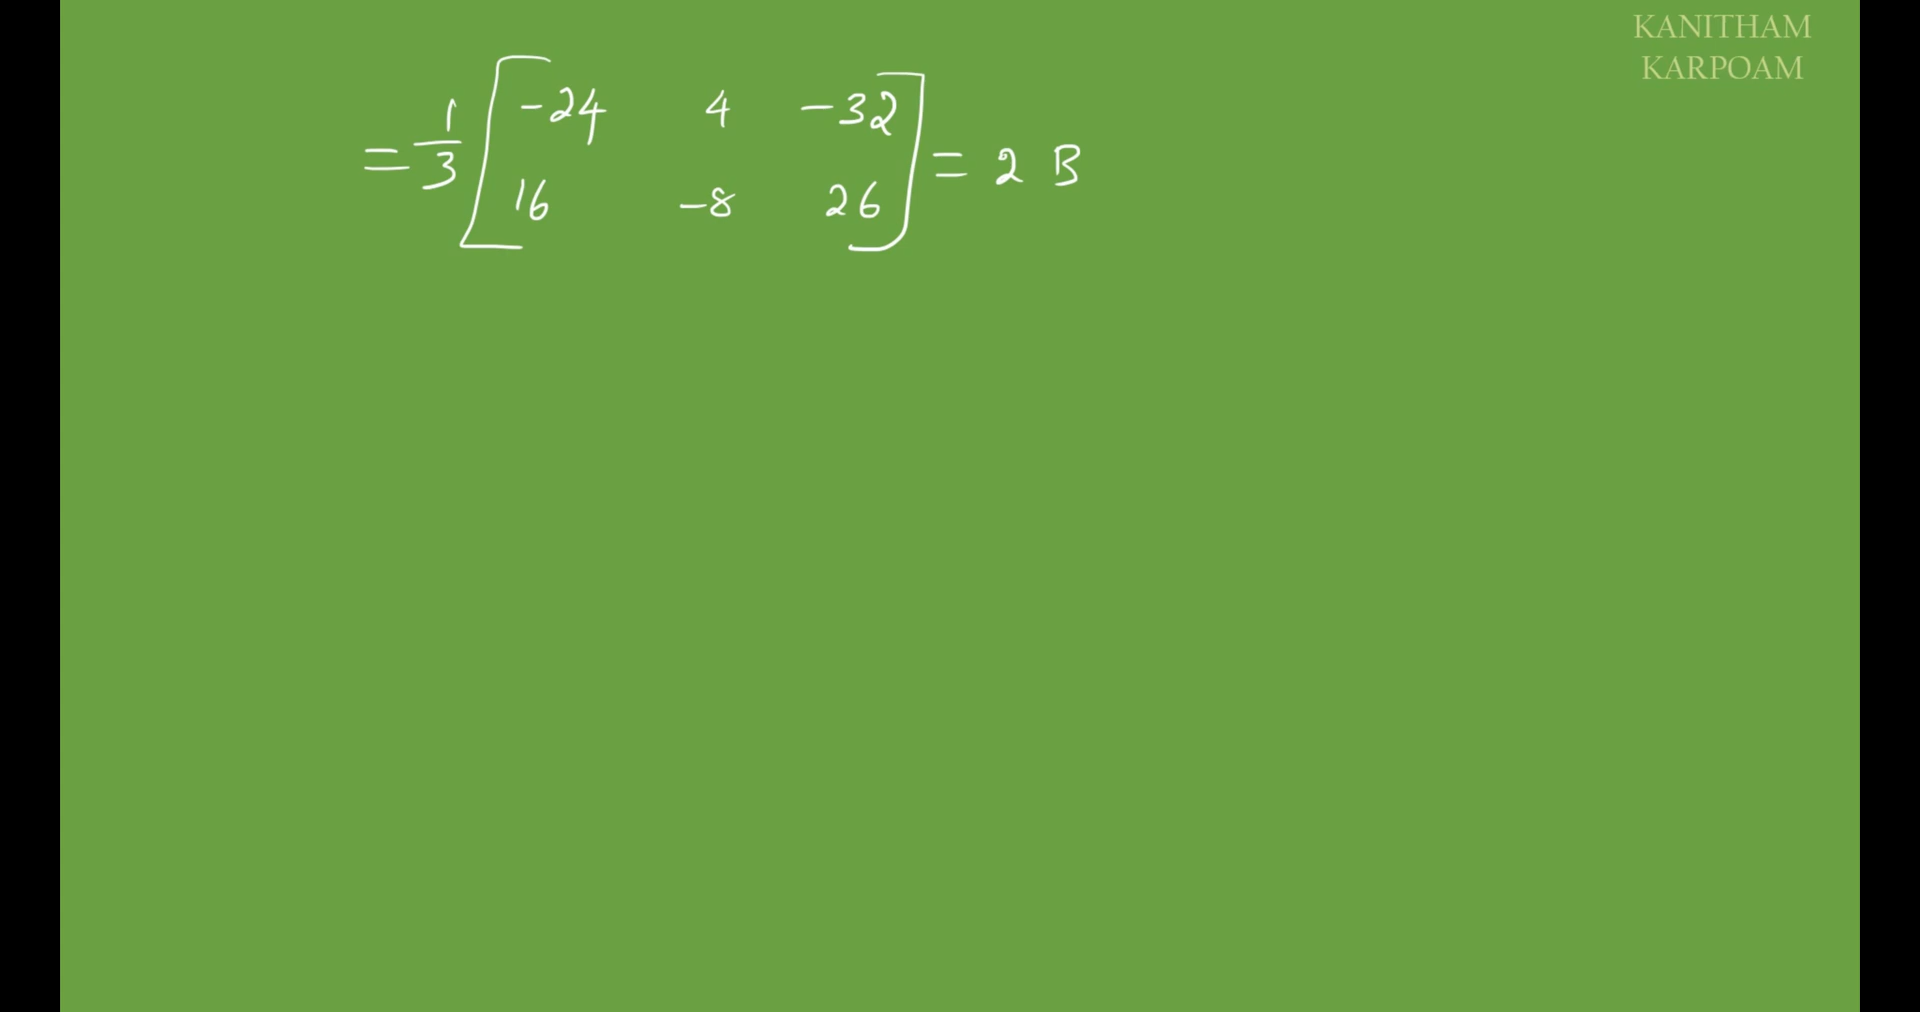 KANITHAM
KARPOAM
= 1/3 [ -24 4 -32
16 -8 26 ] = 2 B